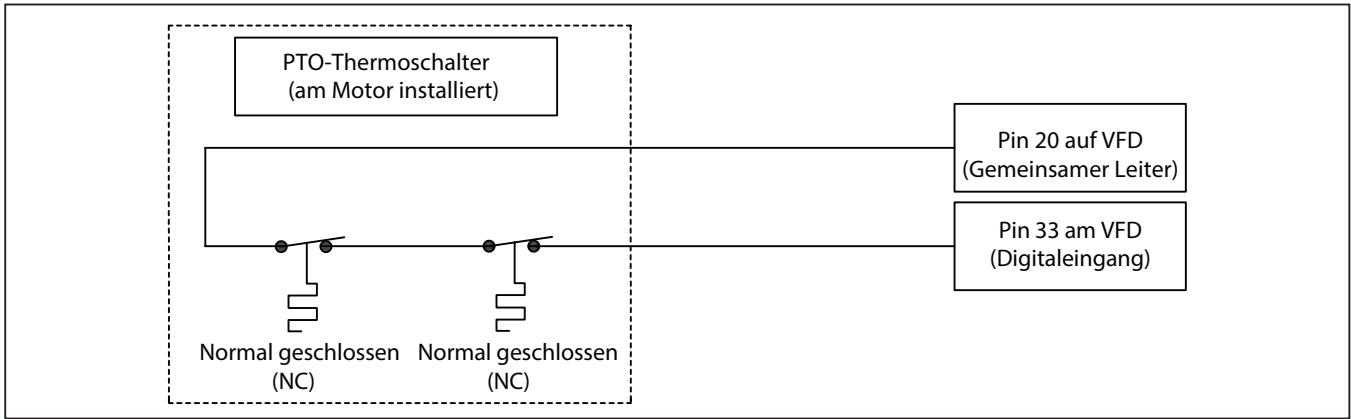 PTO-Thermoschalter
(am Motor installiert)
Pin 20 auf VFD
(Gemeinsamer Leiter)
Pin 33 am VFD
(Digitaleingang)
Normal geschlossen
(NC)
Normal geschlossen
(NC)